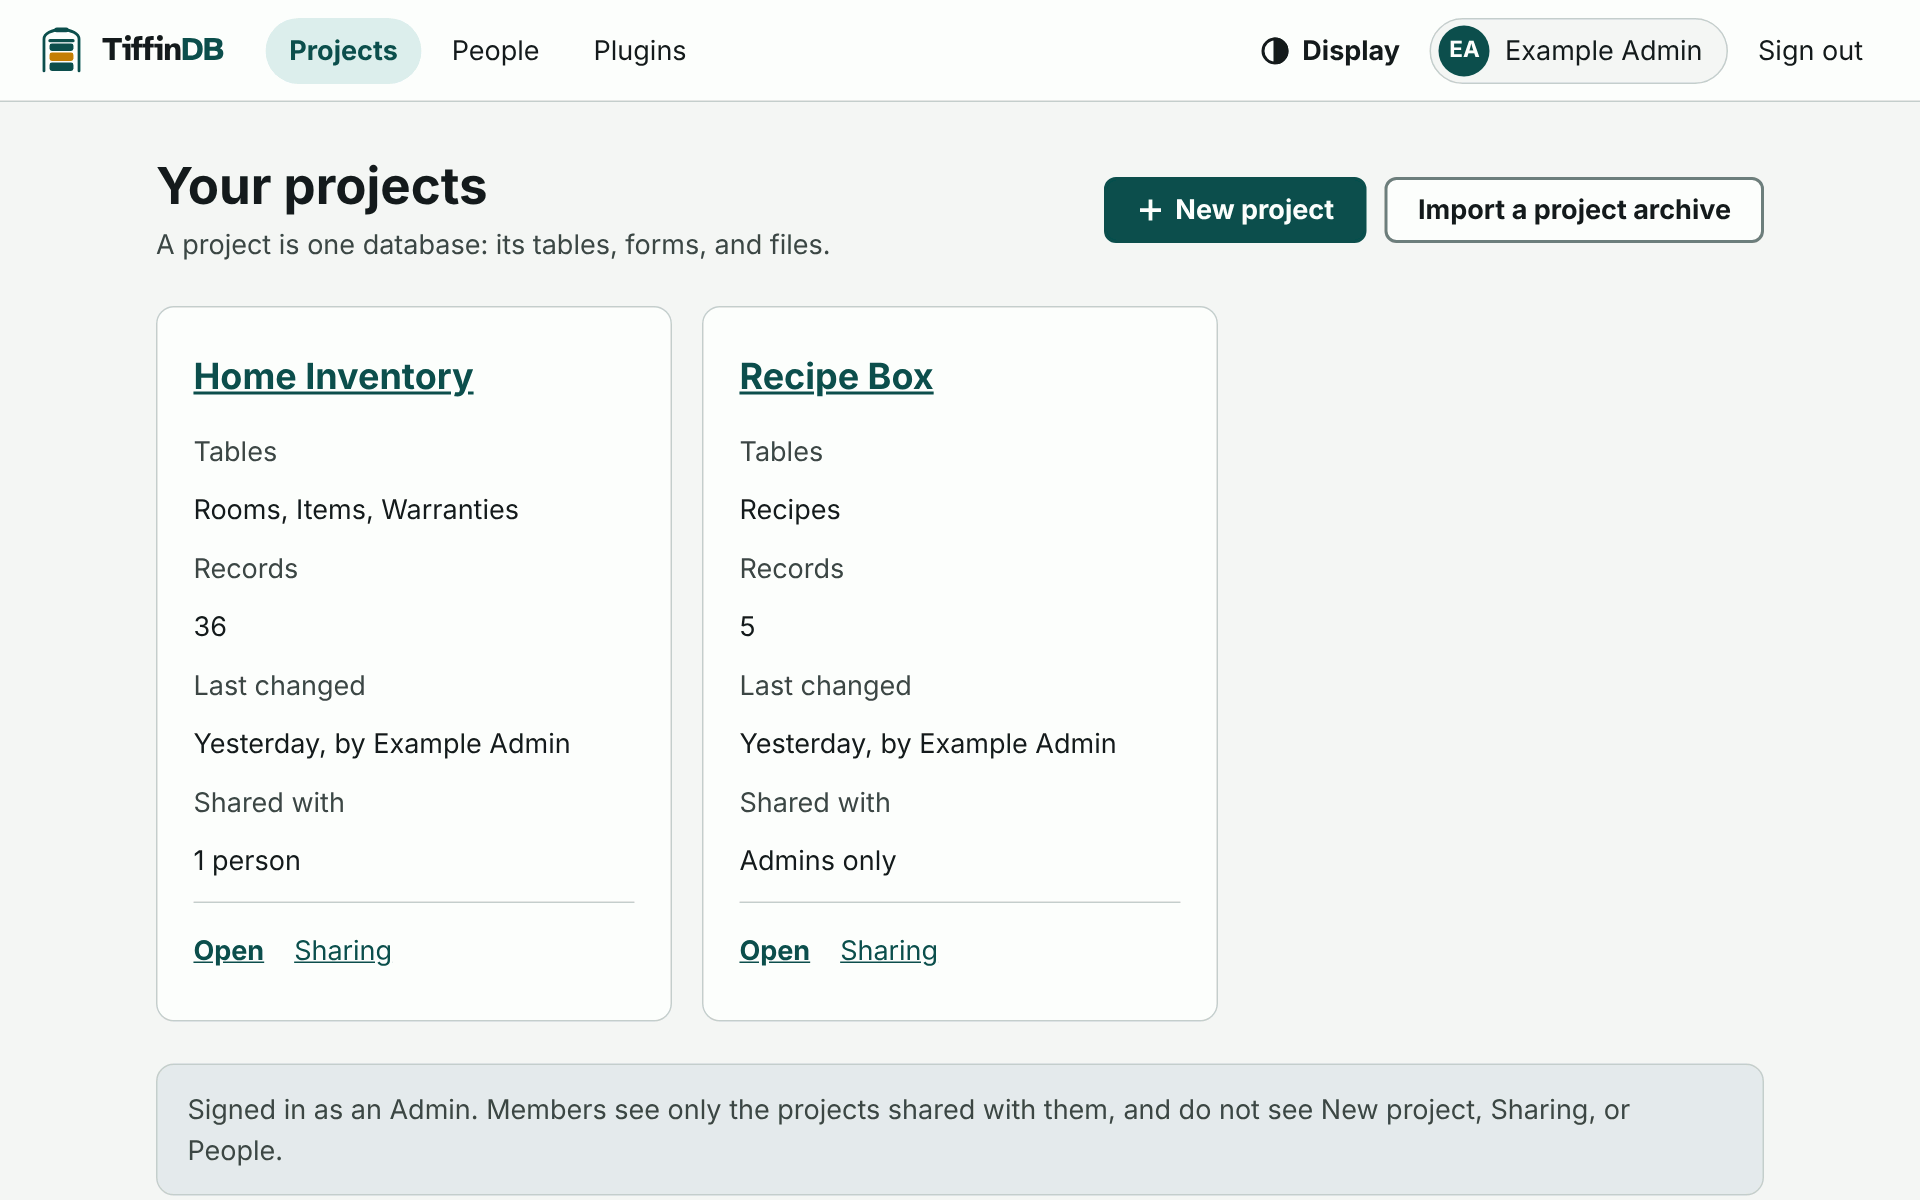 TiffinDB
Projects
People
Plugins
Display
EA
Example Admin
Sign out
Your projects
A project is one database: its tables, forms, and files.
+ New project
Import a project archive
Home Inventory
Tables
Rooms, Items, Warranties
Records
36
Last changed
Yesterday, by Example Admin
Shared with
1 person
Open
Sharing
Recipe Box
Tables
Recipes
Records
5
Last changed
Yesterday, by Example Admin
Shared with
Admins only
Open
Sharing
Signed in as an Admin. Members see only the projects shared with them, and do not see New project, Sharing, or
People.